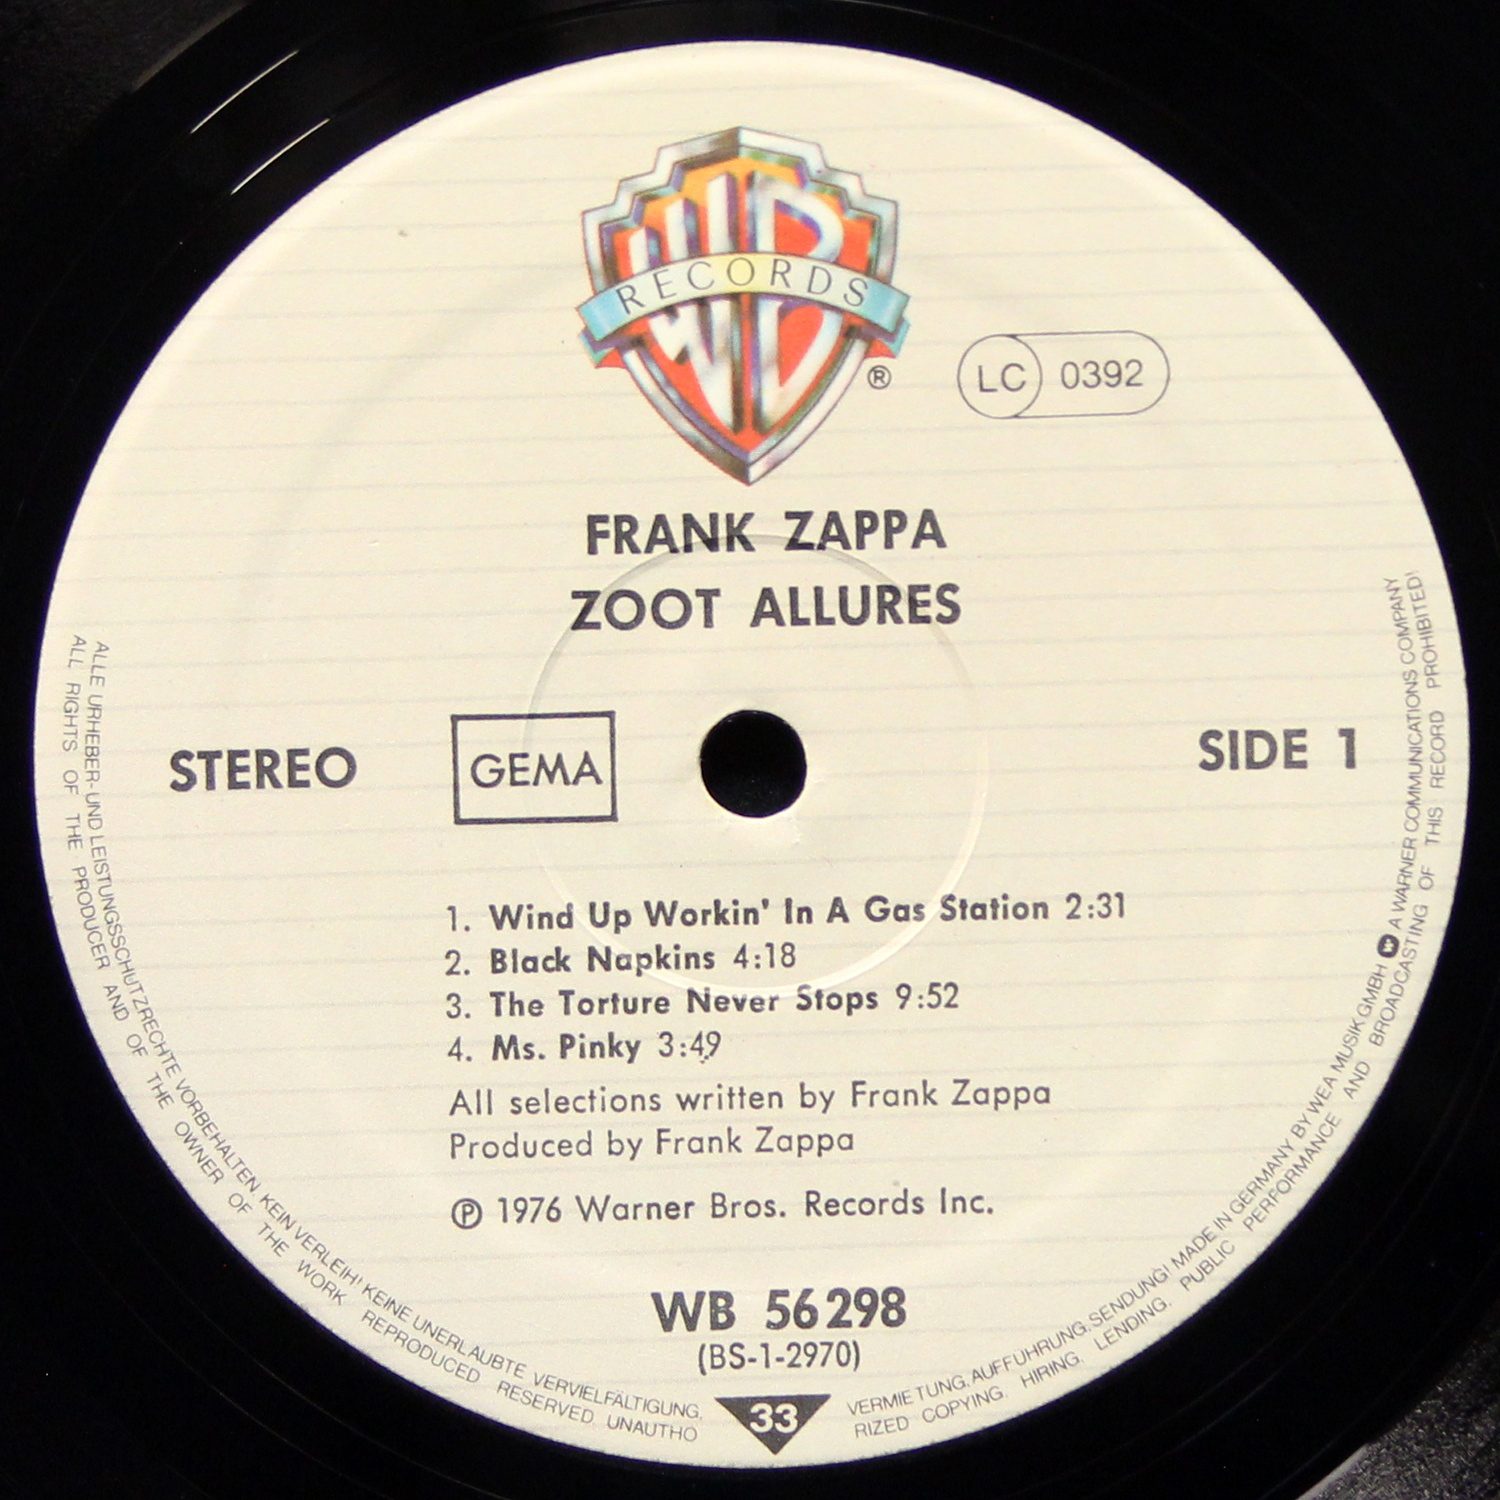 WB
RECORDS
®
LC 0392
FRANK ZAPPA
ZOOT ALLURES
STEREO
GEMA
SIDE 1
1. Wind Up Workin' In A Gas Station 2:31
2. Black Napkins 4:18
3. The Torture Never Stops 9:52
4. Ms. Pinky 3:49
All selections written by Frank Zappa
Produced by Frank Zappa
℗ 1976 Warner Bros. Records Inc.
WB 56 298
(BS-1-2970)
33
ALLE URHEBER- UND LEISTUNGSSCHUTZRECHTE VORBEHALTEN. KEIN VERLEIH! KEINE UNERLAUBTE VERVIELFÄLTIGUNG, VERMIETUNG, AUFFÜHRUNG, SENDUNG! MADE IN GERMANY BY WEA MUSIK GMBH W A WARNER COMMUNICATIONS COMPANY
ALL RIGHTS OF THE PRODUCER AND OF THE OWNER OF THE WORK REPRODUCED RESERVED. UNAUTHORIZED COPYING. HIRING. LENDING. PUBLIC PERFORMANCE AND BROADCASTING OF THIS RECORD PROHIBITED!